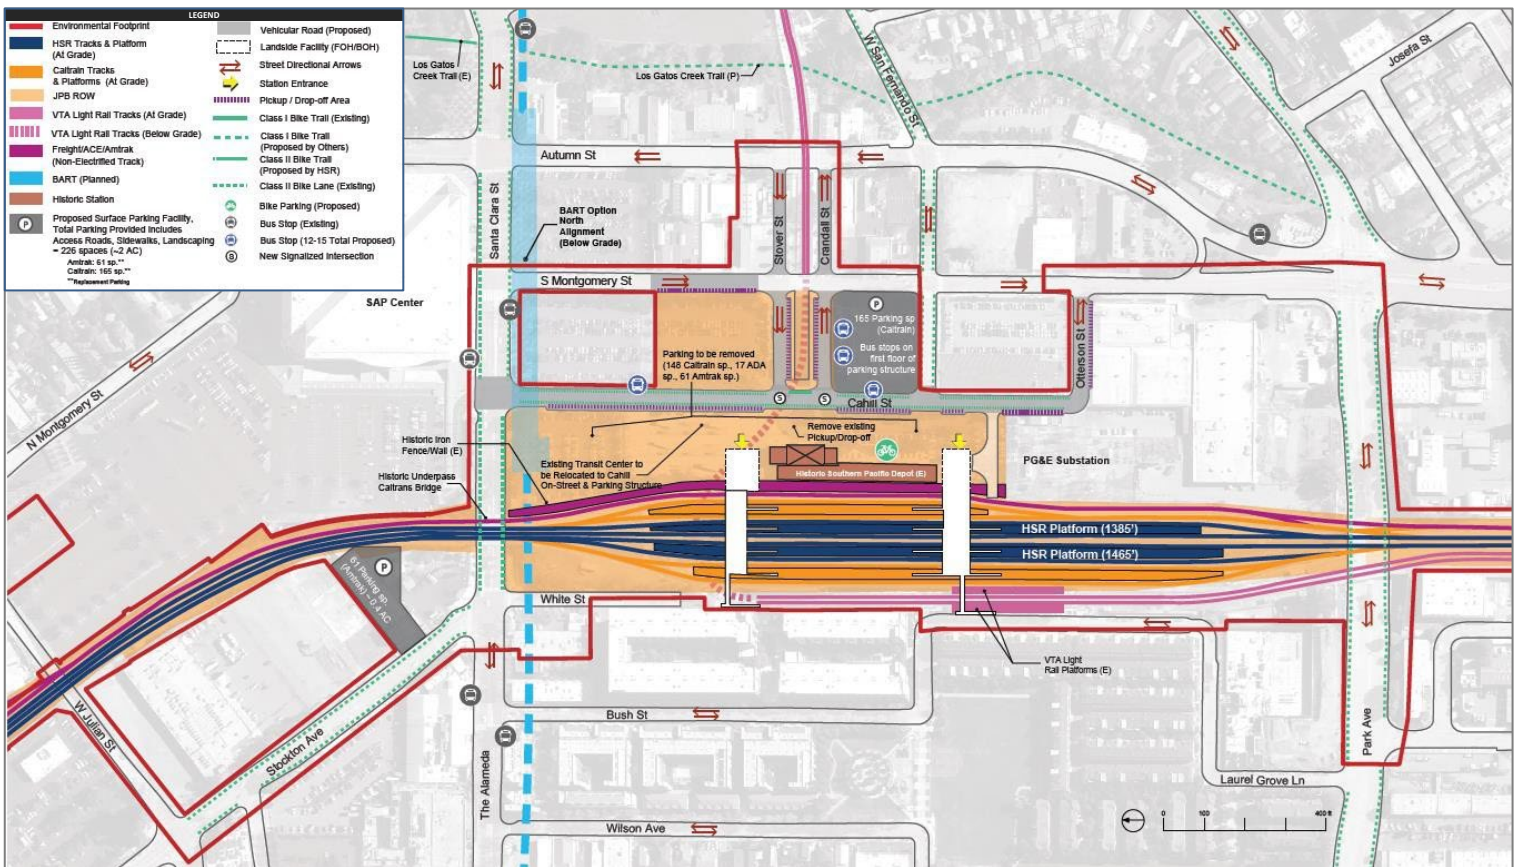 LEGEND
Environmental Footprint
HSR Tracks & Platform
(At Grade)
Caltrain Tracks
& Platforms (At Grade)
JPB ROW
VTA Light Rail Tracks (At Grade)
VTA Light Rail Tracks (Below Grade)
Freight/ACE/Amtrak
(Non-Electrified Track)
BART (Planned)
Historic Station
P
Proposed Surface Parking Facility,
Total Parking Provided Includes
Access Roads, Sidewalks, Landscaping
= 226 spaces (~2 AC)
Amtrak: 61 sp.**
Caltrain: 165 sp.**
**Replacement Parking
Vehicular Road (Proposed)
Landside Facility (FOH/BOH)
Street Directional Arrows
Station Entrance
Pickup / Drop-off Area
Class I Bike Trail (Existing)
Class I Bike Trail
(Proposed by Others)
Class II Bike Trail
(Proposed by HSR)
Class II Bike Lane (Existing)
Bike Parking (Proposed)
Bus Stop (Existing)
Bus Stop (12-15 Total Proposed)
S
New Signalized Intersection
Los Gatos
Creek Trail (E)
Los Gatos Creek Trail (P)
W San Fernando St
Josefa St
Autumn St
Santa Clara St
BART Option
North
Alignment
(Below Grade)
Stover St
Crandall St
S Montgomery St
SAP Center
P
165 Parking sp
(Caltrain)
Bus stops on
first floor of
parking structure
Otterson St
Parking to be removed
(148 Caltrain sp., 17 ADA
sp., 61 Amtrak sp.)
N Montgomery St
S
S
Cahill St
Remove existing
Pickup/Drop-off
Historic Iron
Fence/Wall (E)
Existing Transit Center to
be Relocated to Cahill
On-Street & Parking Structure
Historic Southern Pacific Depot (E)
PG&E Substation
Historic Underpass
Caltrans Bridge
HSR Platform (1385')
HSR Platform (1465')
P
61 Parking sp.
(Amtrak) ~ 0.4 AC
White St
VTA Light
Rail Platforms (E)
W Julian St
Stockton Ave
Bush St
Park Ave
The Alameda
Laurel Grove Ln
Wilson Ave
0 100 400 ft